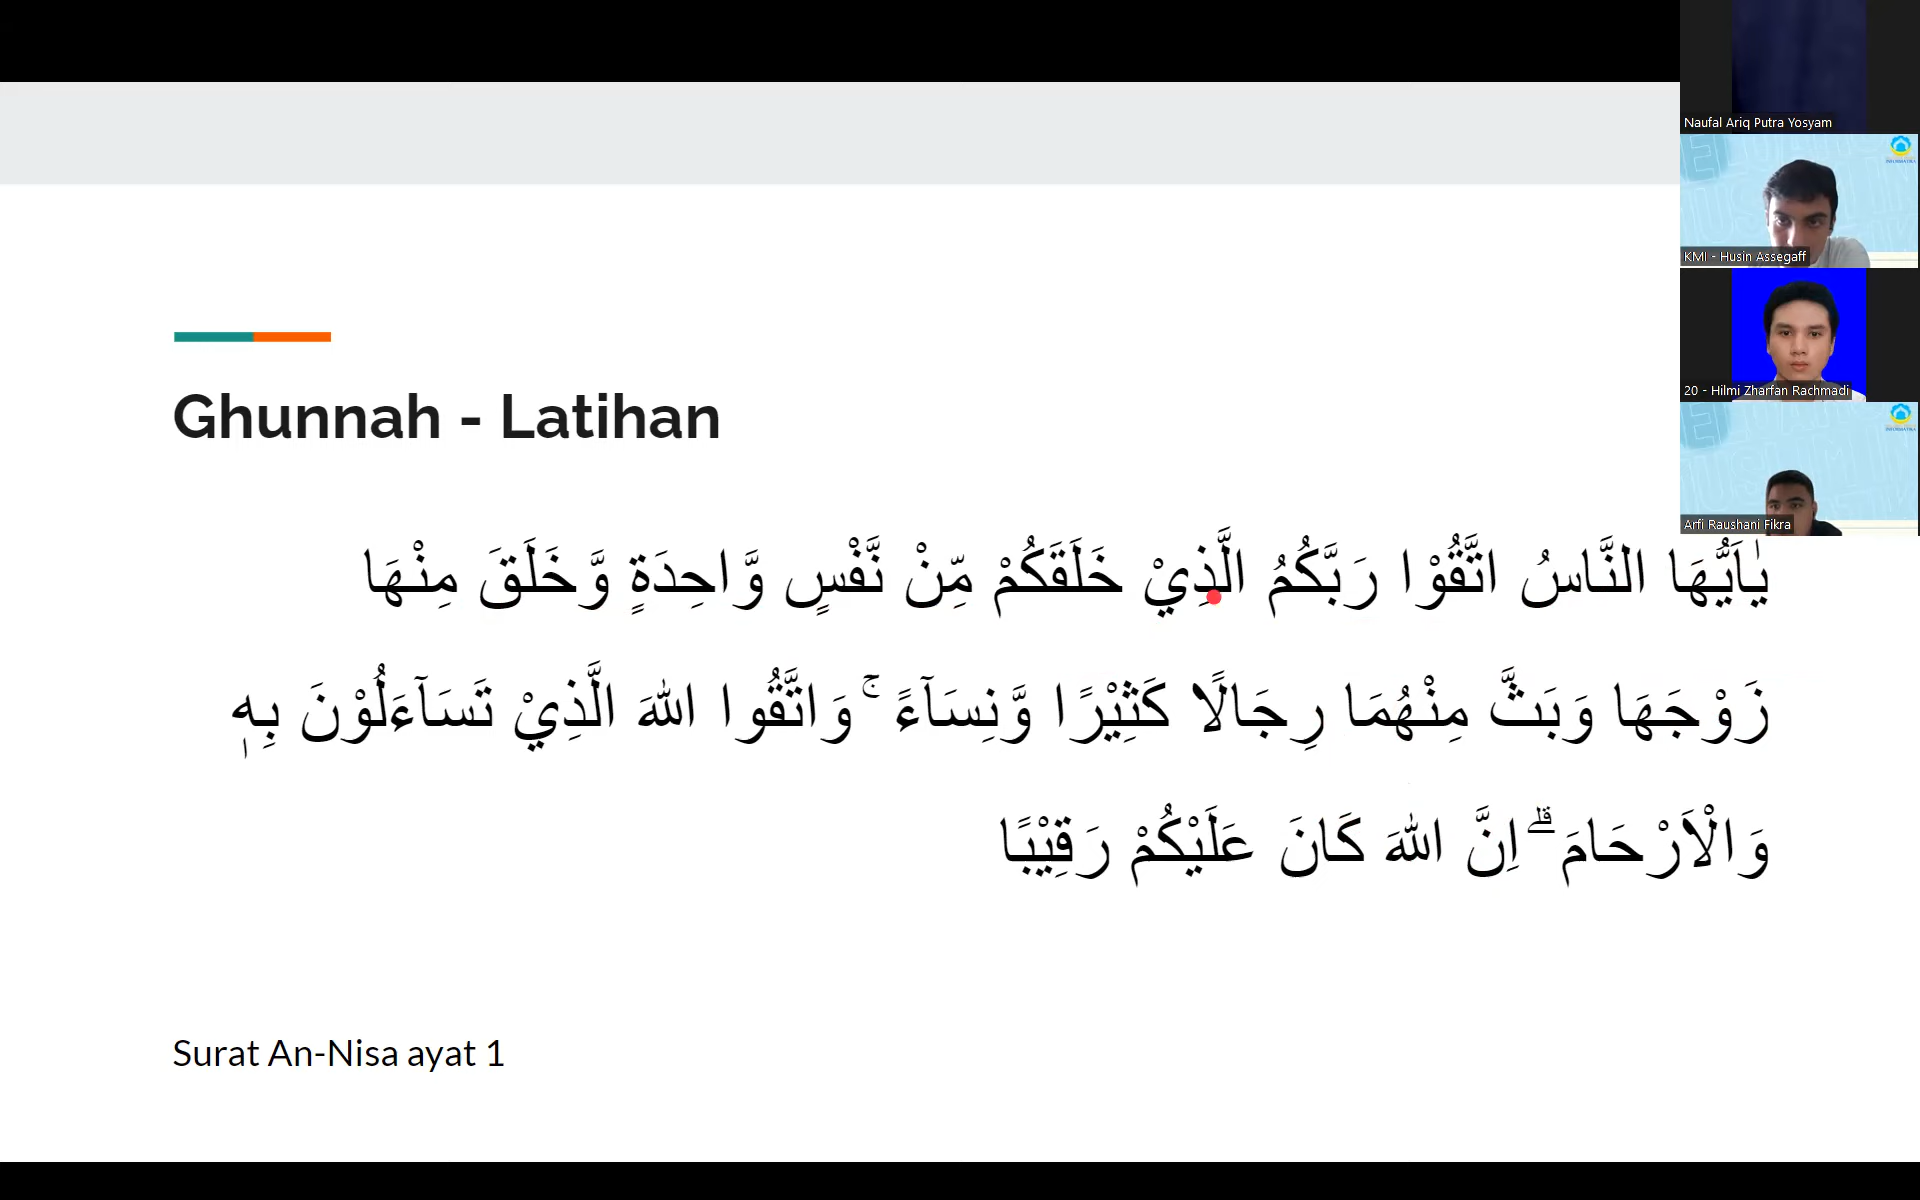 Ghunnah - Latihan
يٰٓاَيُّهَا النَّاسُ اتَّقُوْا رَبَّكُمُ الَّذِيْ خَلَقَكُمْ مِّنْ نَّفْسٍ وَّاحِدَةٍ وَّخَلَقَ مِنْهَا
زَوْجَهَا وَبَثَّ مِنْهُمَا رِجَالًا كَثِيْرًا وَّنِسَآءً ۚ وَاتَّقُوا اللّٰهَ الَّذِيْ تَسَآءَلُوْنَ بِهٖ
وَالْاَرْحَامَ ۗ اِنَّ اللّٰهَ كَانَ عَلَيْكُمْ رَقِيْبًا
Surat An-Nisa ayat 1
Naufal Ariq Putra Yosyam
KMI - Husin Assegaff
20 - Hilmi Zharfan Rachmadi
Arfi Raushani Fikra